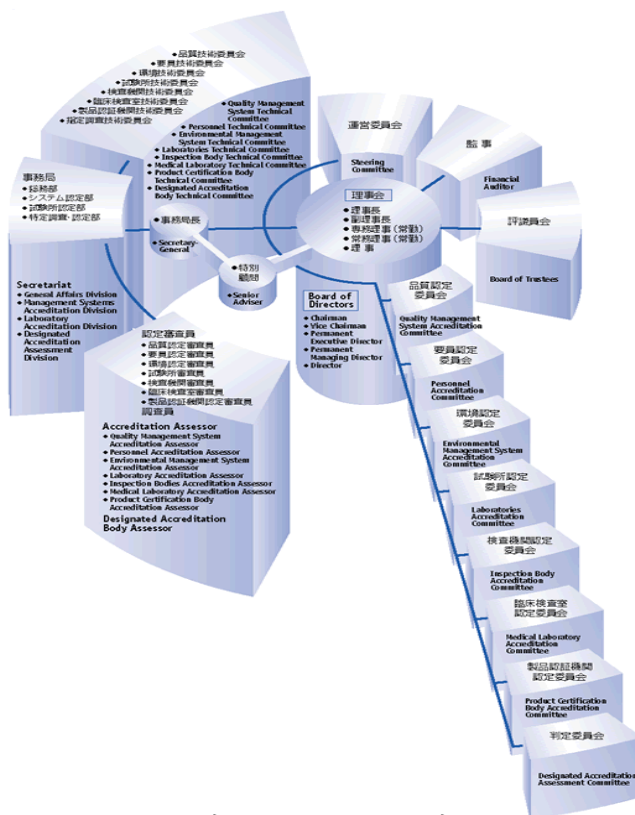 ●品質技術委員会
●要員技術委員会
●環境技術委員会
●試験所技術委員会
●検査機関技術委員会
●臨床検査室技術委員会
●製品認証機関技術委員会
●指定調査技術委員会
●Quality Management
System Technical
Committee
●Personnel Technical Committee
●Environmental Management
System Technical Committee
●Laboratories Technical Committee
●Inspection Body Technical Committee
●Medical Laboratory Technical Committee
●Product Certification Body
Technical Committee
●Designated Accreditation
Body Technical Committee
運営委員会
Steering
Committee
監事
Financial
Auditor
評議員会
Board of Trustees
事務局
●総務部
●システム認定部
●試験所認定部
●特定調査・認定部
Secretariat
●General Affairs Division
●Management Systems
Accreditation Division
●Laboratory
Accreditation Division
●Designated
Accreditation
Assessment
Division
●事務局長
●Secretary-
General
●特別
顧問
●Senior
Adviser
理事会
●理事長
●副理事長
●専務理事(常勤)
●常務理事(常勤)
●理事
Board of
Directors
●Chairman
●Vice Chairman
●Permanent
Executive Director
●Permanent
Managing Director
●Director
認定審査員
●品質認定審査員
●要員認定審査員
●環境認定審査員
●試験所審査員
●検査機関審査員
●臨床検査室審査員
●製品認証機関認定審査員
調査員
Accreditation Assessor
●Quality Management System
Accreditation Assessor
●Personnel Accreditation Assessor
●Environmental Management System
Accreditation Assessor
●Laboratory Accreditation Assessor
●Inspection Bodies Accreditation Assessor
●Medical Laboratory Accreditation Assessor
●Product Certification Body
Accreditation Assessor
Designated Accreditation
Body Assessor
品質認定
委員会
Quality Management
System Accreditation
Committee
要員認定
委員会
Personnel
Accreditation
Committee
環境認定
委員会
Environmental
Management System
Accreditation
Committee
試験所認定
委員会
Laboratories
Accreditation
Committee
検査機関認定
委員会
Inspection Body
Accreditation
Committee
臨床検査室
認定委員会
Medical Laboratory
Accreditation
Committee
製品認証機関
認定委員会
Product Certification
Body Accreditation
Committee
判定委員会
Designated Accreditation
Assessment Committee